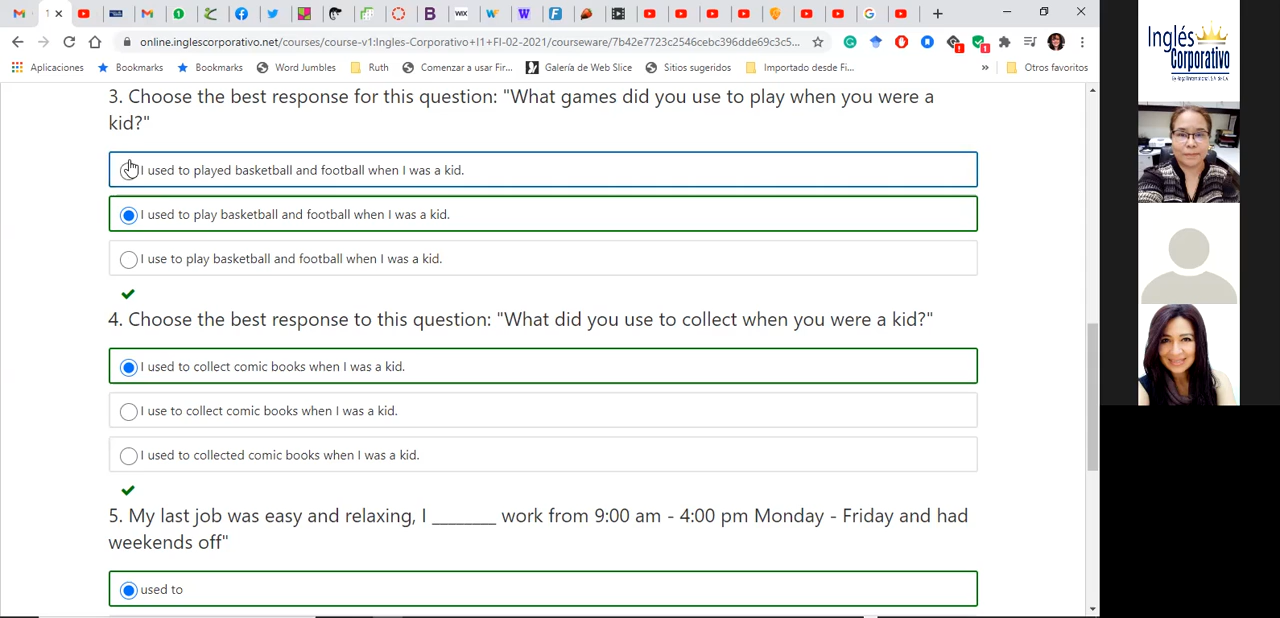 online.inglescorporativo.net/courses/course-v1:Ingles-Corporativo+I1+FI-02-2021/courseware/7b42e7723c2546cebc396dde69c3c5...
Aplicaciones Bookmarks Bookmarks Word Jumbles Ruth Comenzar a usar Fir... Galería de Web Slice Sitios sugeridos Importado desde Fi... » Otros favoritos
3. Choose the best response for this question: "What games did you use to play when you were a
kid?"
I used to played basketball and football when I was a kid.
I used to play basketball and football when I was a kid.
I use to play basketball and football when I was a kid.
4. Choose the best response to this question: "What did you use to collect when you were a kid?"
I used to collect comic books when I was a kid.
I use to collect comic books when I was a kid.
I used to collected comic books when I was a kid.
5. My last job was easy and relaxing, I ________ work from 9:00 am - 4:00 pm Monday - Friday and had
weekends off"
used to
Inglés
Corporativo